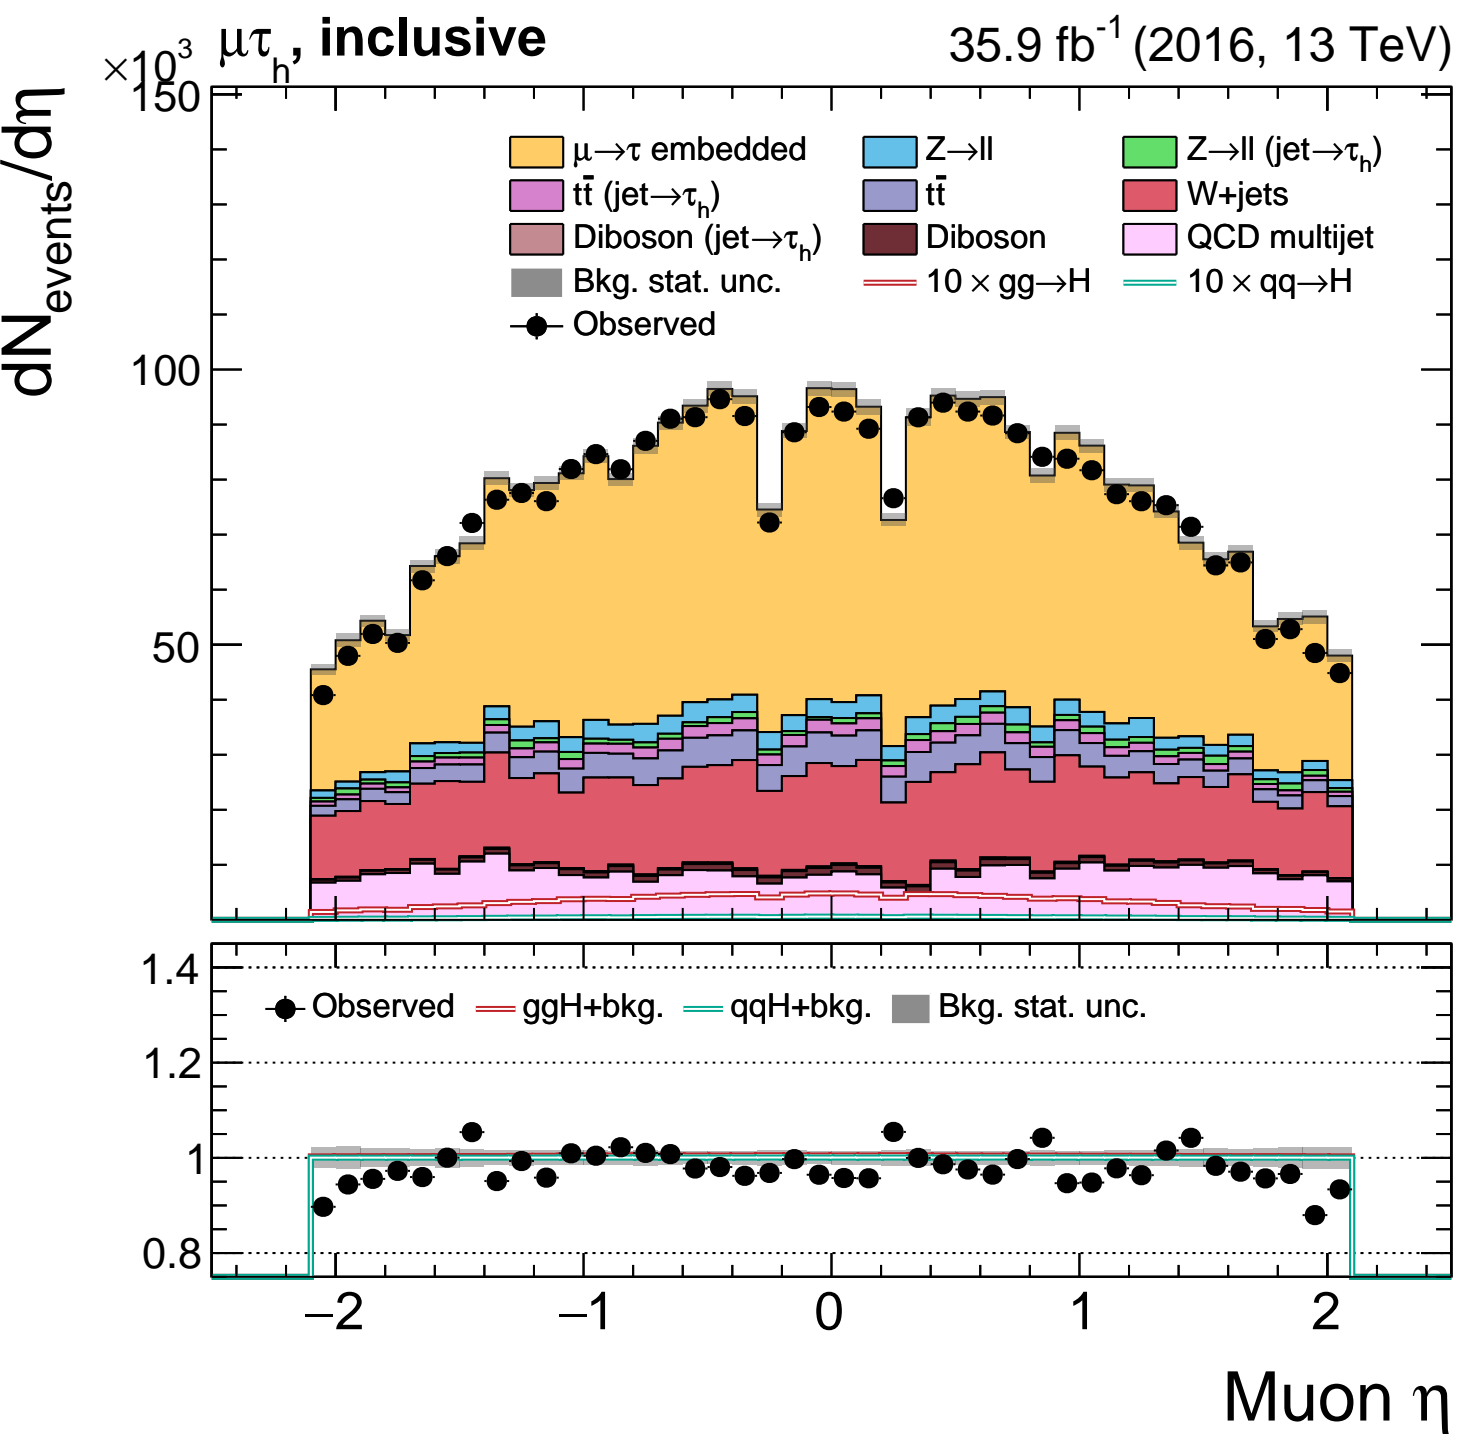 ×10³ μτₕ, inclusive 35.9 fb⁻¹ (2016, 13 TeV)
dN_events/dη
150
100
50
μ→τ embedded Z→ll Z→ll (jet→τₕ)
tt̄ (jet→τₕ) tt̄ W+jets
Diboson (jet→τₕ) Diboson QCD multijet
Bkg. stat. unc. 10 × gg→H 10 × qq→H
Observed
1.4
1.2
1
0.8
Observed ggH+bkg. qqH+bkg. Bkg. stat. unc.
−2 −1 0 1 2
Muon η